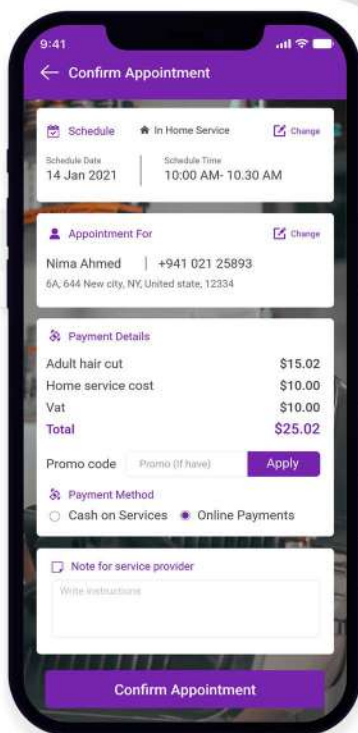 9:41
Confirm Appointment
Schedule In Home Service Change
Schedule Date Schedule Time
14 Jan 2021 10:00 AM- 10.30 AM
Appointment For Change
Nima Ahmed | +941 021 25893
6A, 644 New city, NY, United state, 12334
Payment Details
Adult hair cut $15.02
Home service cost $10.00
Vat $10.00
Total $25.02
Promo code Promo (If have) Apply
Payment Method
Cash on Services Online Payments
Note for service provider
Write instructions
Confirm Appointment